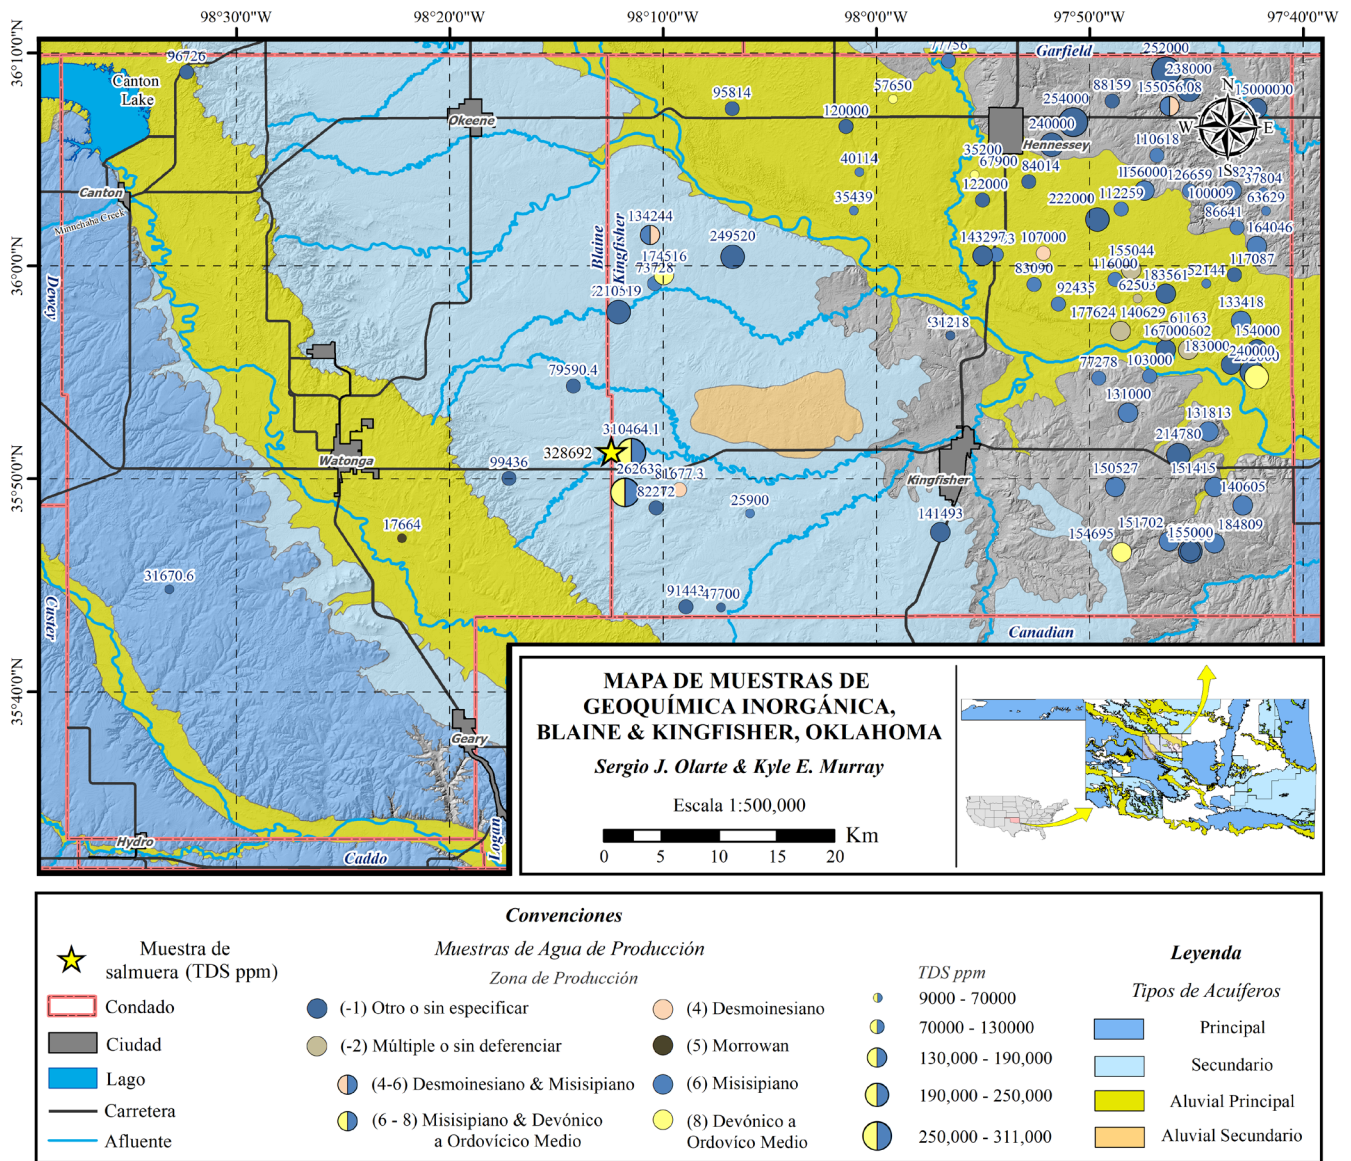 98°30'0"W
98°20'0"W
98°10'0"W
98°0'0"W
97°50'0"W
97°40'0"W
36°10'0"N
36°0'0"N
35°50'0"N
35°40'0"N
96726
Canton
Lake
Okeene
95814
57650
120000
77756
Garfield
252000
238000
88159
155056.08
15000000
254000
240000
Hennessey
N
W
E
S
110618
40114
35200
67900
84014
126659
37804
Canton
Minnehaha Creek
35439
122000
112259
100009
63629
222000
86641
134244
249520
107000
155044
164046
Blaine
Kingfisher
174516
73728
83090
116000
62503
183561
52144
117087
Dewey
210519
92435
133418
177624
140629
61163
31218
183000
154000
240000
79590.4
77278
103000
131000
131813
310464.1
214780
328692
Watonga
99436
262633
81677.3
82272
25900
Kingfisher
150527
151415
140605
17664
141493
154695
151702
155000
184809
31670.6
91443
47700
Custer
Canadian
Geary
Hydro
Caddo
Union
MAPA DE MUESTRAS DE
GEOQUÍMICA INORGÁNICA,
BLAINE & KINGFISHER, OKLAHOMA
Sergio J. Olarte & Kyle E. Murray
Escala 1:500,000
Km
0 5 10 15 20
Convenciones
Muestra de
salmuera (TDS ppm)
Condado
Ciudad
Lago
Carretera
Afluente
Muestras de Agua de Producción
Zona de Producción
(-1) Otro o sin especificar
(-2) Múltiple o sin deferenciar
(4-6) Desmoinesiano & Misisipiano
(6 - 8) Misisipiano & Devónico
a Ordovícico Medio
(4) Desmoinesiano
(5) Morrowan
(6) Misisipiano
(8) Devónico a
Ordovíco Medio
TDS ppm
9000 - 70000
70000 - 130000
130,000 - 190,000
190,000 - 250,000
250,000 - 311,000
Leyenda
Tipos de Acuíferos
Principal
Secundario
Aluvial Principal
Aluvial Secundario